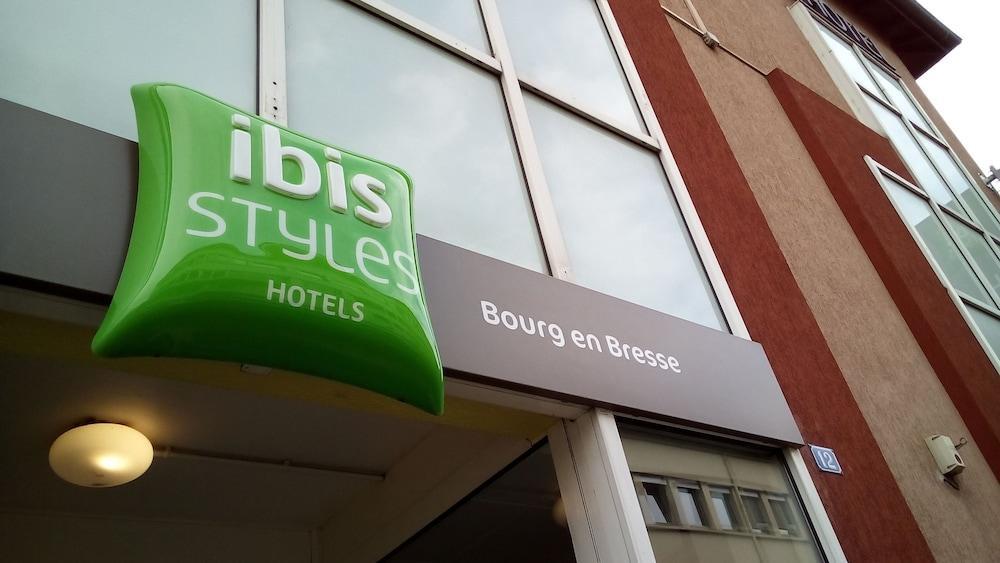 ibis
STYLES
HOTELS
Bourg en Bresse
12